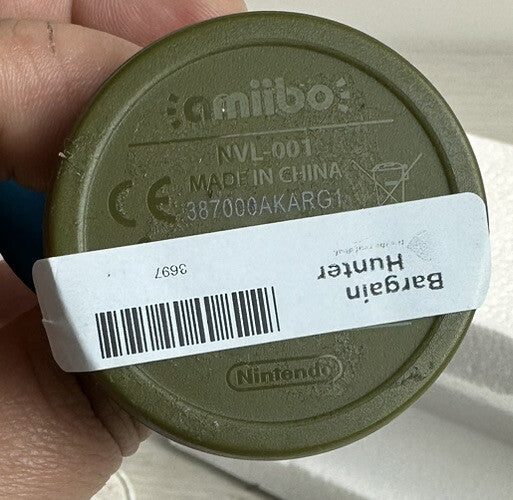 amiibo
NVL-001
MADE IN CHINA
CE 387000AKARG1
Bargain
Hunter
3697
Nintendo